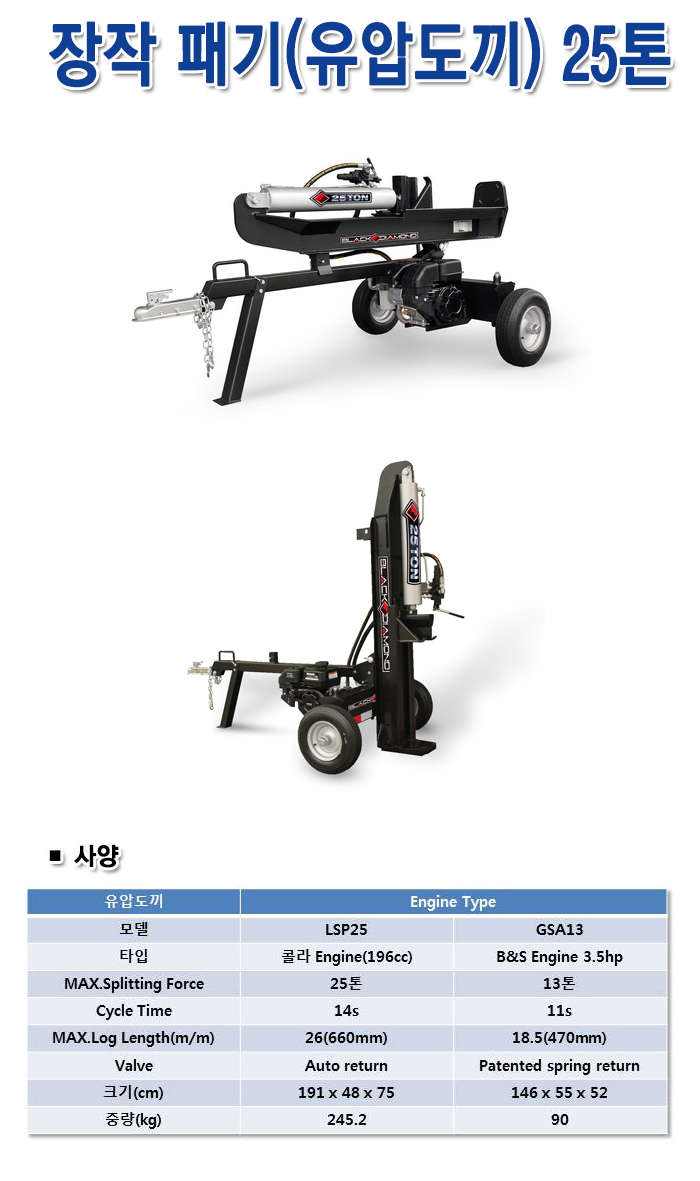 장작 패기(유압도끼) 25톤
25TON
BLACK DIAMOND
25TON
BLACK DIAMOND
BLACK
■ 사양
유압도끼 Engine Type
모델 LSP25 GSA13
타입 콜라 Engine(196cc) B&S Engine 3.5hp
MAX.Splitting Force 25톤 13톤
Cycle Time 14s 11s
MAX.Log Length(m/m) 26(660mm) 18.5(470mm)
Valve Auto return Patented spring return
크기(cm) 191 x 48 x 75 146 x 55 x 52
중량(kg) 245.2 90